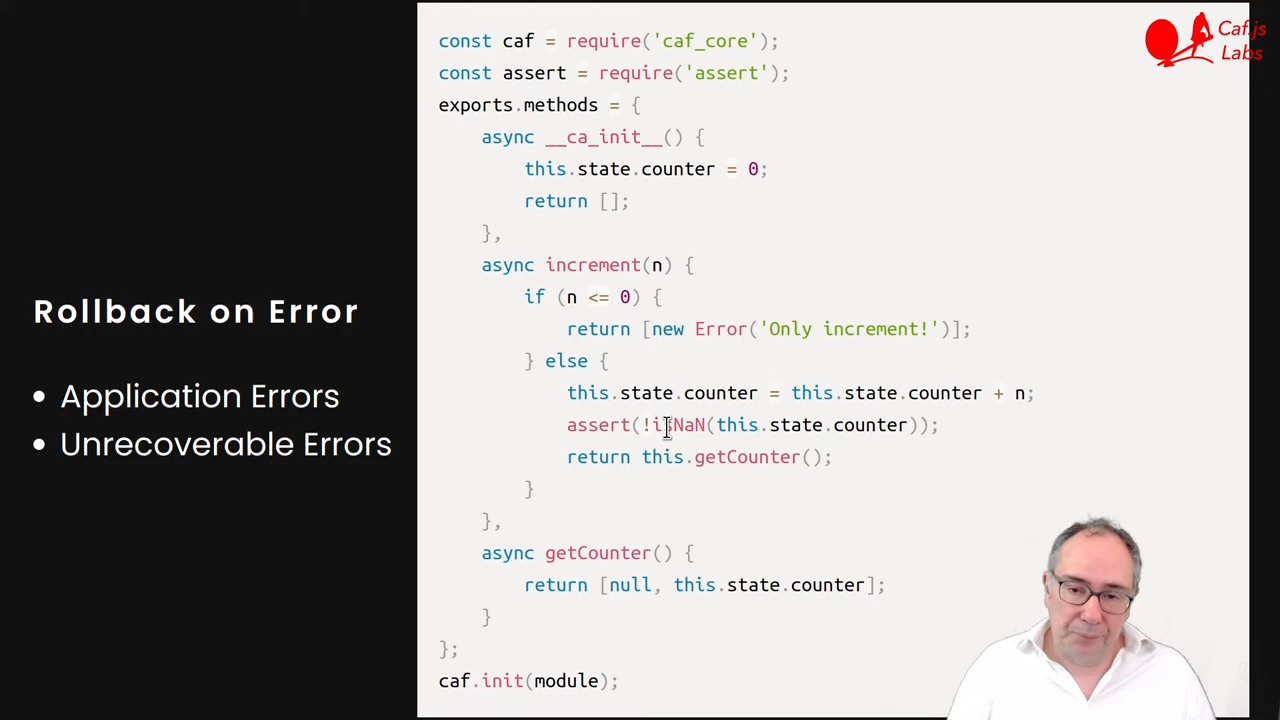 Rollback on Error
• Application Errors
• Unrecoverable Errors
const caf = require('caf_core');
const assert = require('assert');
exports.methods = {
    async __ca_init__() {
        this.state.counter = 0;
        return [];
    },
    async increment(n) {
        if (n <= 0) {
            return [new Error('Only increment!')];
        } else {
            this.state.counter = this.state.counter + n;
            assert(!isNaN(this.state.counter));
            return this.getCounter();
        }
    },
    async getCounter() {
        return [null, this.state.counter];
    }
};
caf.init(module);
Caf.js
Labs